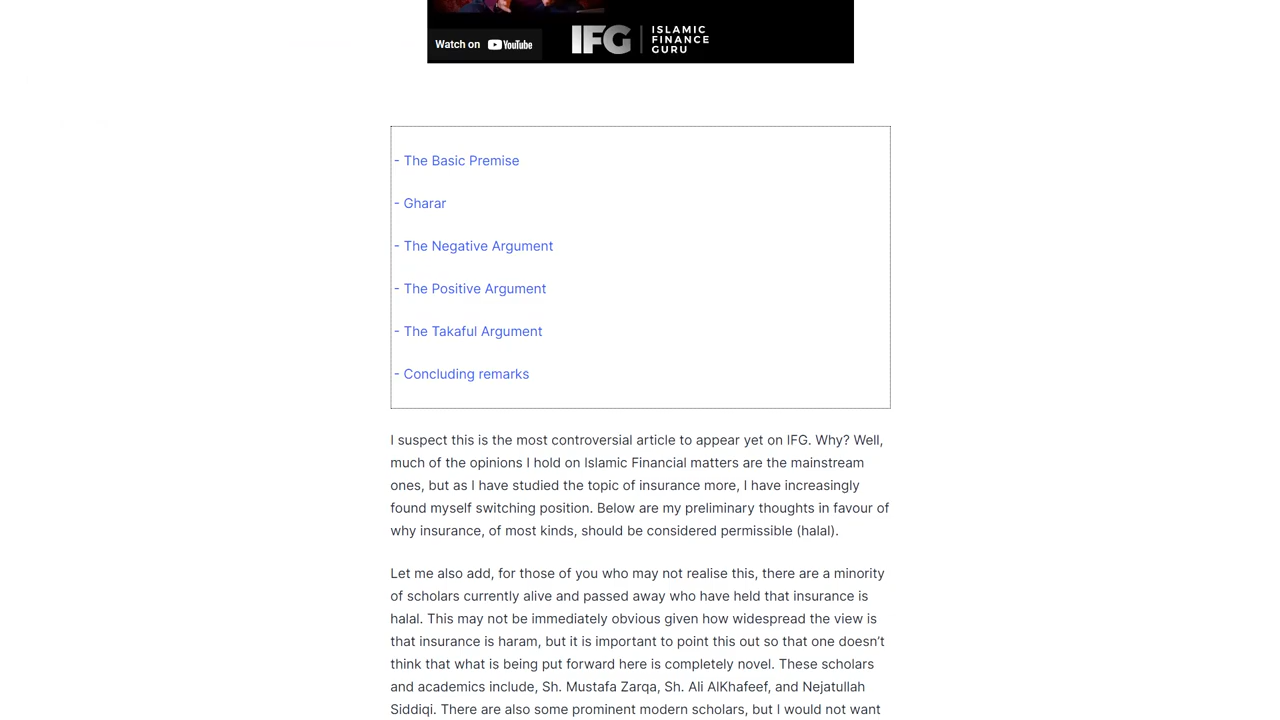 Watch on YouTube
IFG ISLAMIC
FINANCE
GURU
- The Basic Premise
- Gharar
- The Negative Argument
- The Positive Argument
- The Takaful Argument
- Concluding remarks
I suspect this is the most controversial article to appear yet on IFG. Why? Well,
much of the opinions I hold on Islamic Financial matters are the mainstream
ones, but as I have studied the topic of insurance more, I have increasingly
found myself switching position. Below are my preliminary thoughts in favour of
why insurance, of most kinds, should be considered permissible (halal).
Let me also add, for those of you who may not realise this, there are a minority
of scholars currently alive and passed away who have held that insurance is
halal. This may not be immediately obvious given how widespread the view is
that insurance is haram, but it is important to point this out so that one doesn’t
think that what is being put forward here is completely novel. These scholars
and academics include, Sh. Mustafa Zarqa, Sh. Ali AlKhafeef, and Nejatullah
Siddiqi. There are also some prominent modern scholars, but I would not want